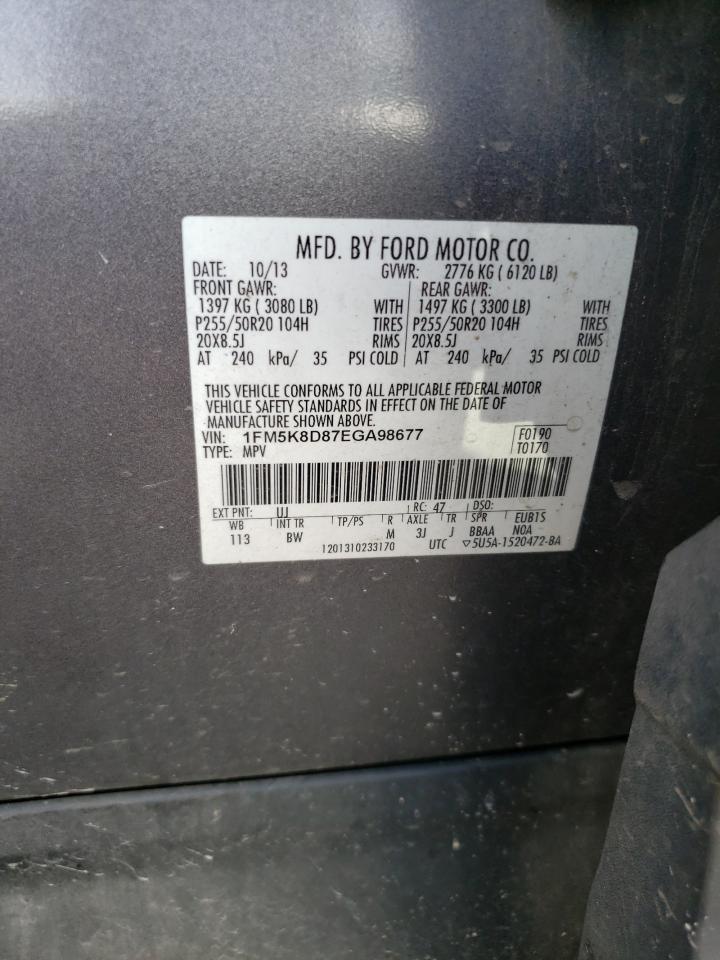 MFD. BY FORD MOTOR CO.
DATE: 10/13 GVWR: 2776 KG ( 6120 LB)
FRONT GAWR: REAR GAWR:
1397 KG ( 3080 LB) WITH 1497 KG ( 3300 LB) WITH
P255/50R20 104H TIRES P255/50R20 104H TIRES
20X8.5J RIMS 20X8.5J RIMS
AT 240 kPa/ 35 PSI COLD AT 240 kPa/ 35 PSI COLD
THIS VEHICLE CONFORMS TO ALL APPLICABLE FEDERAL MOTOR
VEHICLE SAFETY STANDARDS IN EFFECT ON THE DATE OF
MANUFACTURE SHOWN ABOVE.
VIN: 1FM5K8D87EGA98677 F0190
TYPE: MPV T0170
EXT PNT: UJ RC: 47 DSO:
WB INT TR TP/PS R AXLE TR SPR EUB1S
113 BW M 3J J BBAA NOA
1201310233170 UTC ▽5U5A-1520472-BA